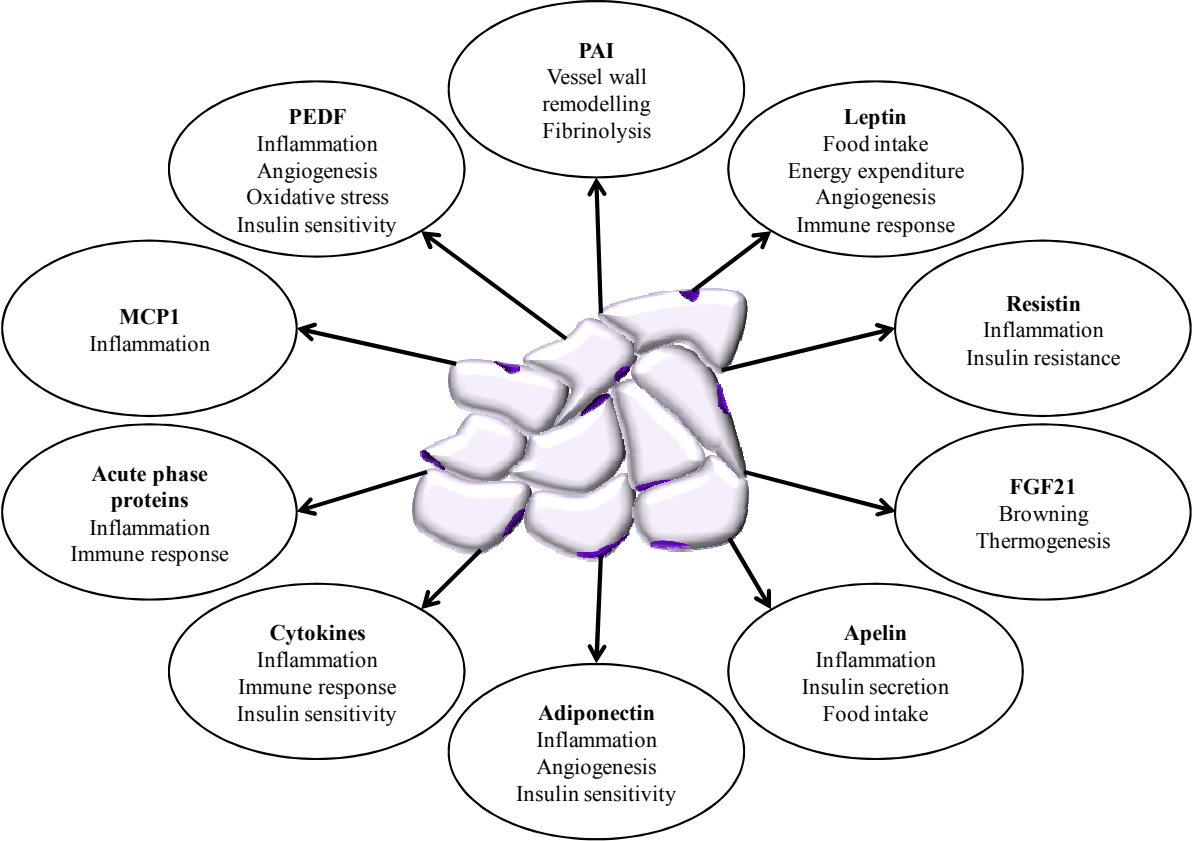 PAI
Vessel wall
remodelling
Fibrinolysis
PEDF
Inflammation
Angiogenesis
Oxidative stress
Insulin sensitivity
Leptin
Food intake
Energy expenditure
Angiogenesis
Immune response
MCP1
Inflammation
Resistin
Inflammation
Insulin resistance
Acute phase
proteins
Inflammation
Immune response
FGF21
Browning
Thermogenesis
Cytokines
Inflammation
Immune response
Insulin sensitivity
Apelin
Inflammation
Insulin secretion
Food intake
Adiponectin
Inflammation
Angiogenesis
Insulin sensitivity